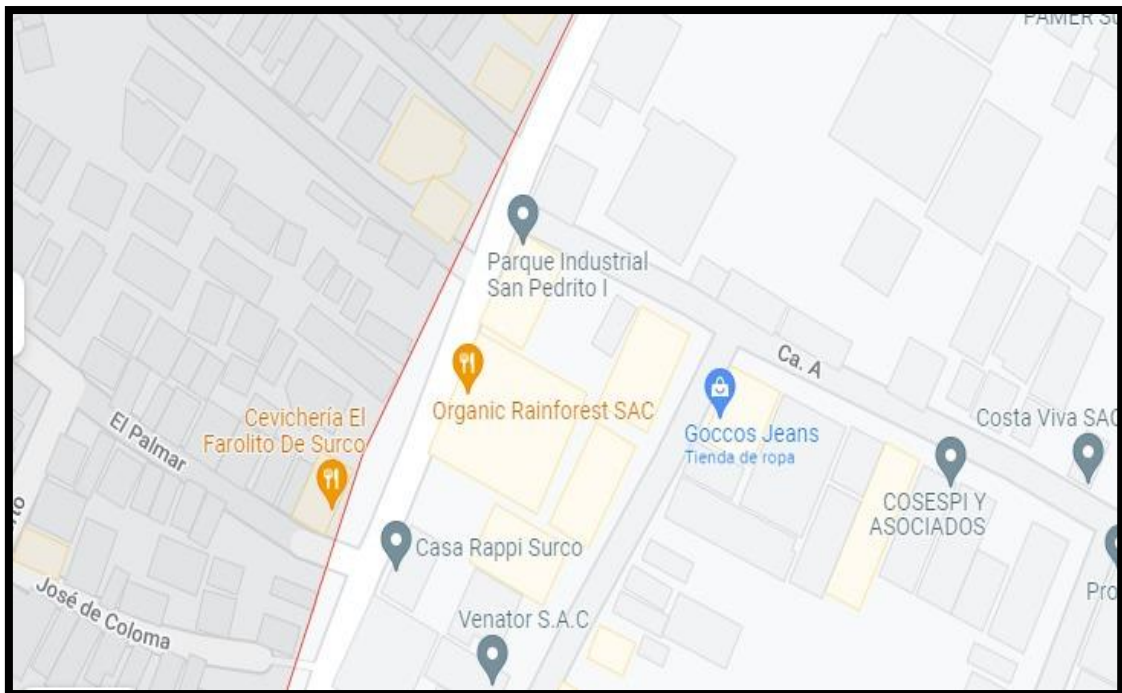 PAMER
Parque Industrial
San Pedrito I
Ca. A
Organic Rainforest SAC
Cevichería El
Farolito De Surco
El Palmar
Goccos Jeans
Tienda de ropa
Costa Viva SAC
COSESPI Y
ASOCIADOS
Casa Rappi Surco
Pro
José de Coloma
Venator S.A.C